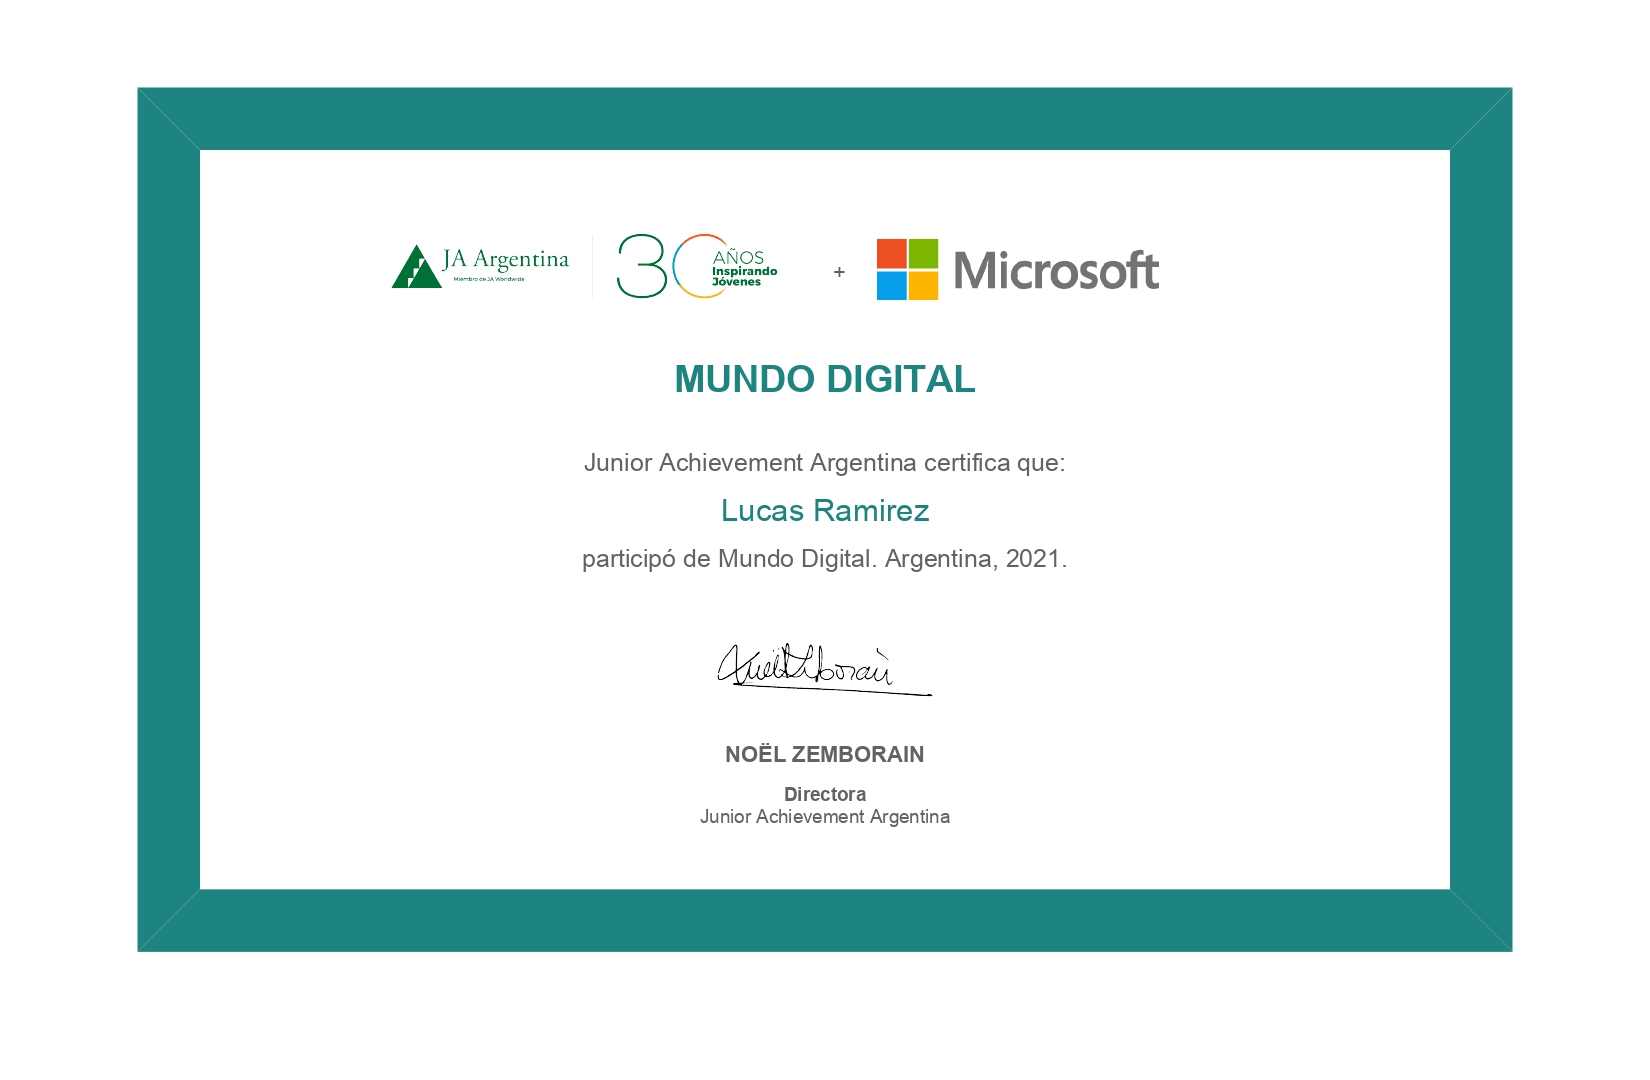 JA Argentina
Miembro de JA Worldwide
30 AÑOS
Inspirando
Jóvenes
+
Microsoft
MUNDO DIGITAL
Junior Achievement Argentina certifica que:
Lucas Ramirez
participó de Mundo Digital. Argentina, 2021.
NOËL ZEMBORAIN
Directora
Junior Achievement Argentina